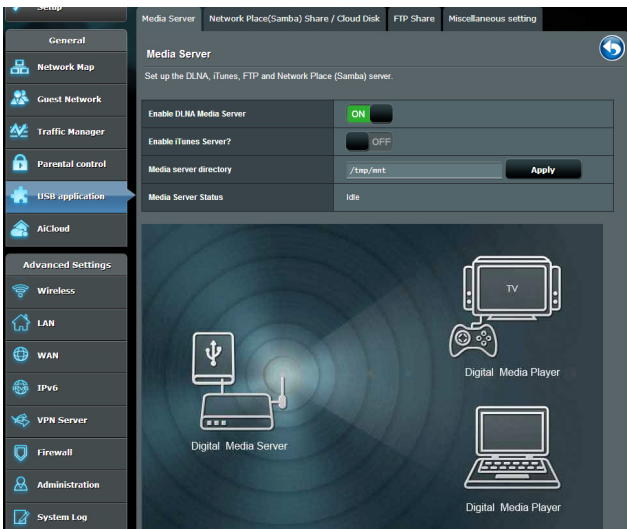 Setup
General
Network Map
Guest Network
Traffic Manager
Parental control
USB application
AiCloud
Advanced Settings
Wireless
LAN
WAN
IPv6
VPN Server
Firewall
Administration
System Log
Media Server
Network Place(Samba) Share / Cloud Disk
FTP Share
Miscellaneous setting
Media Server
Set up the DLNA, iTunes, FTP and Network Place (Samba) server.
Enable DLNA Media Server
ON
Enable iTunes Server?
OFF
Media server directory
/tmp/mnt
Apply
Media Server Status
Idle
TV
Digital Media Player
Digital Media Server
Digital Media Player